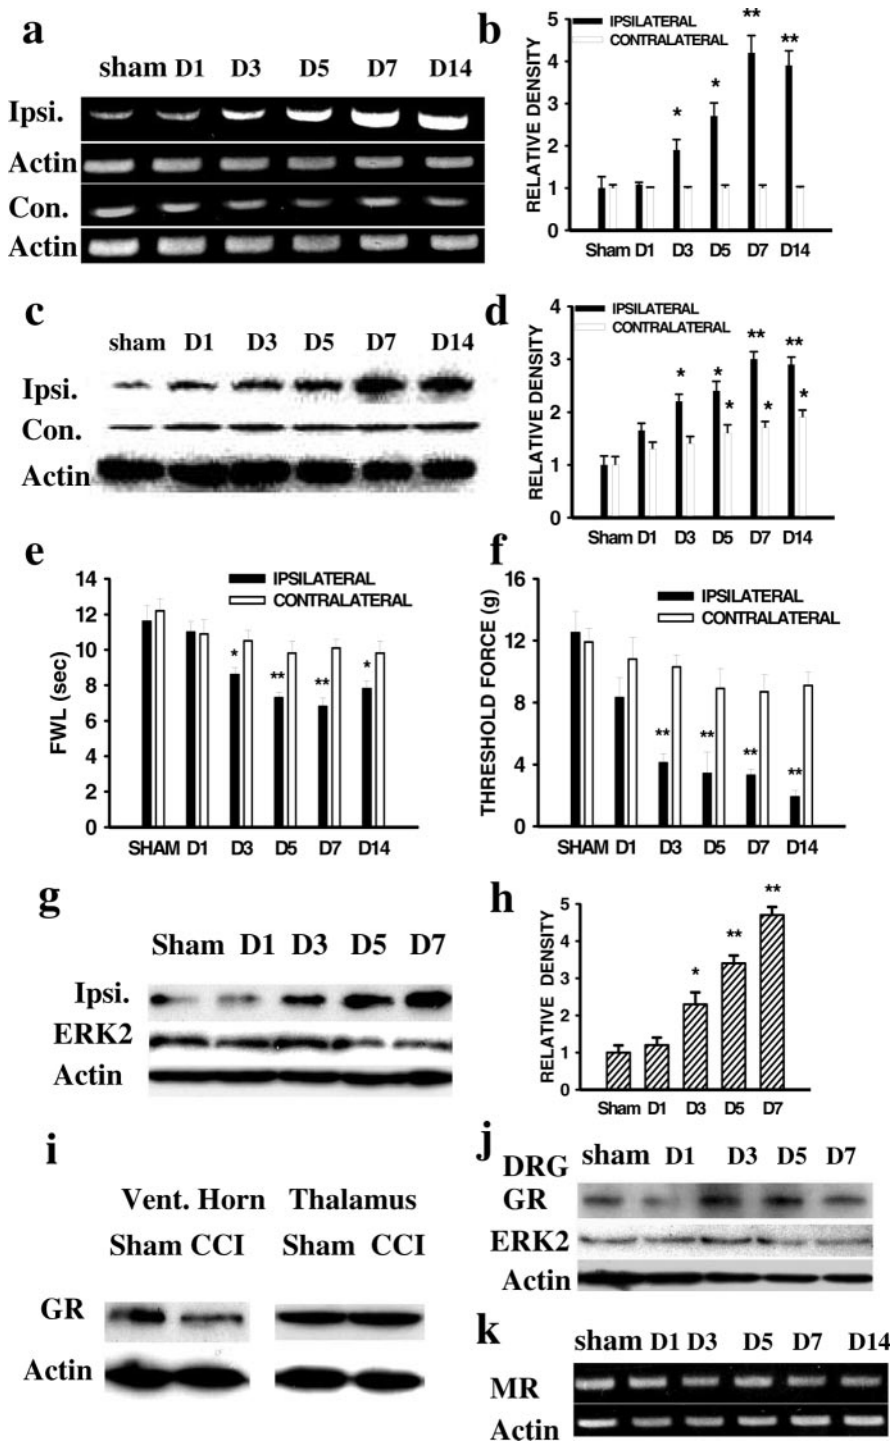 a
sham D1 D3 D5 D7 D14
Ipsi.
Actin
Con.
Actin
b
IPSILATERAL
CONTRALATERAL
RELATIVE DENSITY
5
4
3
2
1
0
** **
* *
Sham D1 D3 D5 D7 D14
c
sham D1 D3 D5 D7 D14
Ipsi.
Con.
Actin
d
IPSILATERAL
CONTRALATERAL
RELATIVE DENSITY
4
3
2
1
0
* * ** **
* * *
Sham D1 D3 D5 D7 D14
e
IPSILATERAL
CONTRALATERAL
FWL (sec)
14
12
10
8
6
4
2
0
* ** ** *
SHAM D1 D3 D5 D7 D14
f
IPSILATERAL
CONTRALATERAL
THRESHOLD FORCE (g)
16
12
8
4
0
** ** ** **
SHAM D1 D3 D5 D7 D14
g
Sham D1 D3 D5 D7
Ipsi.
ERK2
Actin
h
RELATIVE DENSITY
5
4
3
2
1
0
* ** **
Sham D1 D3 D5 D7
i
Vent. Horn Thalamus
Sham CCI Sham CCI
GR
Actin
j
DRG sham D1 D3 D5 D7
GR
ERK2
Actin
k
sham D1 D3 D5 D7 D14
MR
Actin